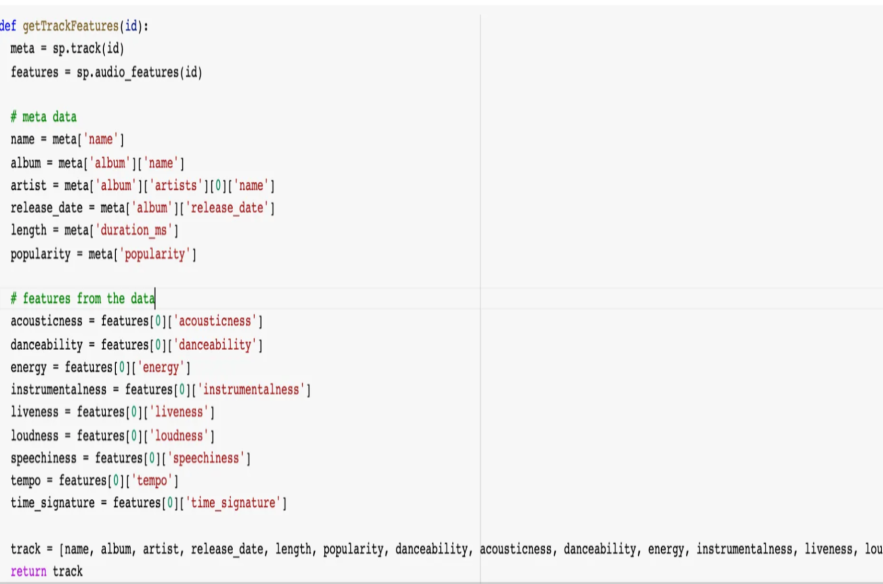 def getTrackFeatures(id):
meta = sp.track(id)
features = sp.audio_features(id)
# meta data
name = meta['name']
album = meta['album']['name']
artist = meta['album']['artists'][0]['name']
release_date = meta['album']['release_date']
length = meta['duration_ms']
popularity = meta['popularity']
# features from the data
acousticness = features[0]['acousticness']
danceability = features[0]['danceability']
energy = features[0]['energy']
instrumentalness = features[0]['instrumentalness']
liveness = features[0]['liveness']
loudness = features[0]['loudness']
speechiness = features[0]['speechiness']
tempo = features[0]['tempo']
time_signature = features[0]['time_signature']
track = [name, album, artist, release_date, length, popularity, danceability, acousticness, danceability, energy, instrumentalness, liveness, lou
return track